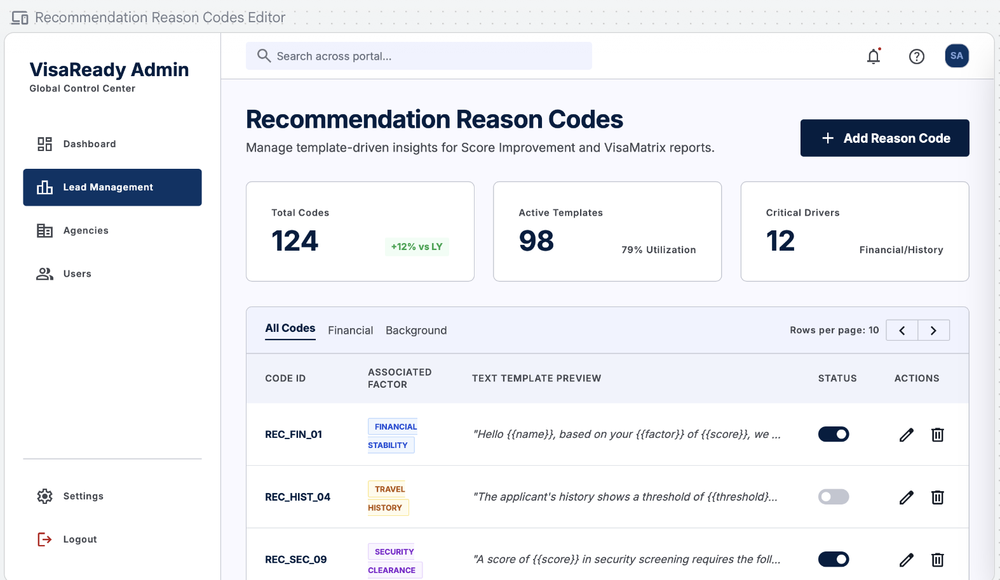 Recommendation Reason Codes Editor
VisaReady Admin
Global Control Center
Dashboard
Lead Management
Agencies
Users
Settings
Logout
Search across portal...
SA
Recommendation Reason Codes
Manage template-driven insights for Score Improvement and VisaMatrix reports.
+ Add Reason Code
Total Codes
124
+12% vs LY
Active Templates
98
79% Utilization
Critical Drivers
12
Financial/History
All Codes Financial Background
Rows per page: 10
CODE ID
ASSOCIATED
FACTOR
TEXT TEMPLATE PREVIEW
STATUS
ACTIONS
REC_FIN_01
FINANCIAL
STABILITY
"Hello {{name}}, based on your {{factor}} of {{score}}, we ...
REC_HIST_04
TRAVEL
HISTORY
"The applicant's history shows a threshold of {{threshold}...
REC_SEC_09
SECURITY
CLEARANCE
"A score of {{score}} in security screening requires the foll...